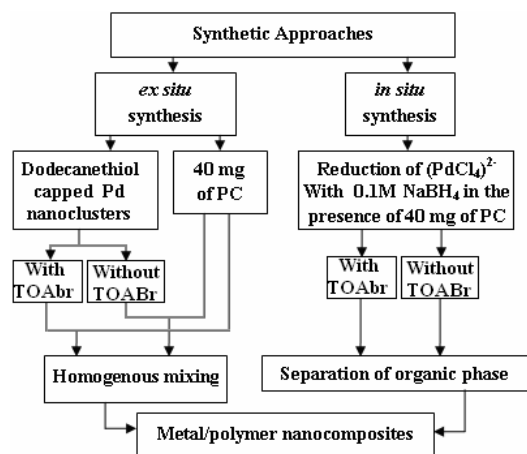 Synthetic Approaches
ex situ
synthesis
in situ
synthesis
Dodecanethiol
capped Pd
nanoclusters
40 mg
of PC
Reduction of (PdCl₄)²⁻
With 0.1M NaBH₄ in the
presence of 40 mg of PC
With
TOAbr
Without
TOABr
With
TOAbr
Without
TOABr
Homogenous mixing
Separation of organic phase
Metal/polymer nanocomposites